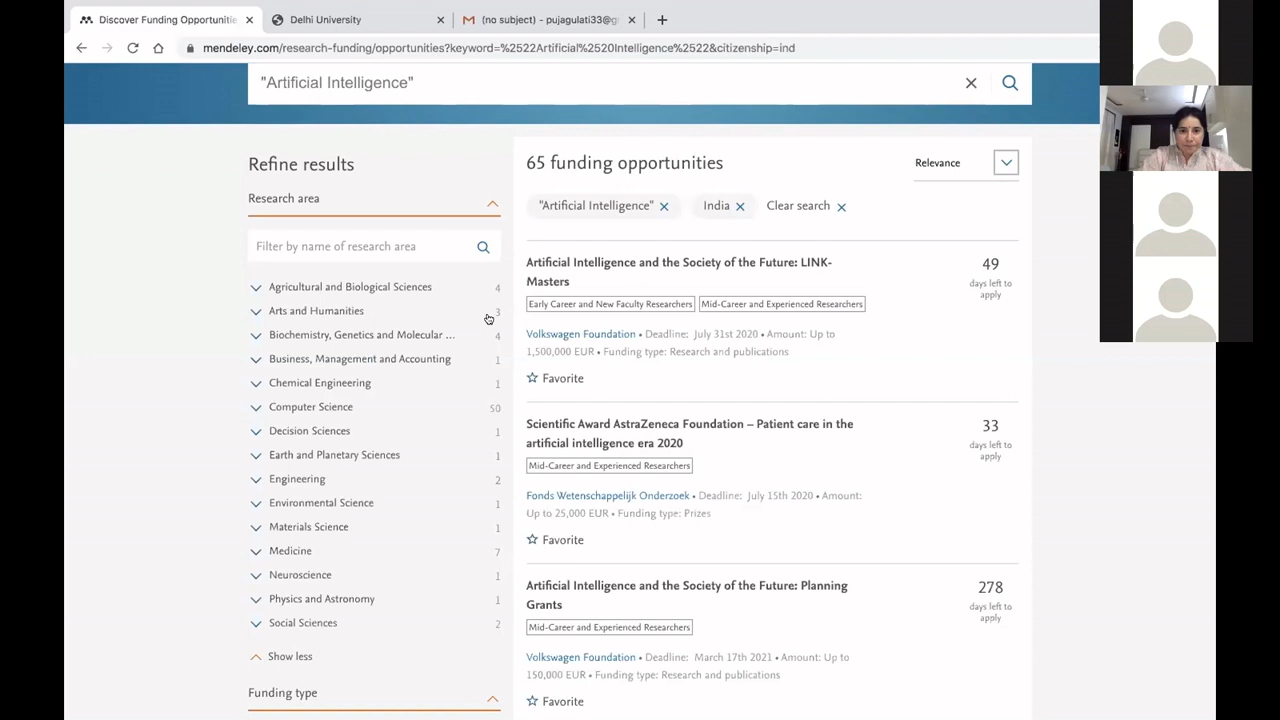 Discover Funding Opportunitie
Delhi University
(no subject) - pujagulati33@g
mendeley.com/research-funding/opportunities?keyword=%2522Artificial%2520Intelligence%2522&citizenship=ind
"Artificial Intelligence"
Refine results
Research area
Filter by name of research area
Agricultural and Biological Sciences 4
Arts and Humanities 3
Biochemistry, Genetics and Molecular ... 4
Business, Management and Accounting 1
Chemical Engineering 1
Computer Science 50
Decision Sciences 1
Earth and Planetary Sciences 1
Engineering 2
Environmental Science 1
Materials Science 1
Medicine 7
Neuroscience 1
Physics and Astronomy 1
Social Sciences 2
Show less
Funding type
65 funding opportunities
Relevance
"Artificial Intelligence" India Clear search
Artificial Intelligence and the Society of the Future: LINK-
Masters
Early Career and New Faculty Researchers Mid-Career and Experienced Researchers
Volkswagen Foundation • Deadline: July 31st 2020 • Amount: Up to
1,500,000 EUR • Funding type: Research and publications
Favorite
49
days left to
apply
Scientific Award AstraZeneca Foundation – Patient care in the
artificial intelligence era 2020
Mid-Career and Experienced Researchers
Fonds Wetenschappelijk Onderzoek • Deadline: July 15th 2020 • Amount:
Up to 25,000 EUR • Funding type: Prizes
Favorite
33
days left to
apply
Artificial Intelligence and the Society of the Future: Planning
Grants
Mid-Career and Experienced Researchers
Volkswagen Foundation • Deadline: March 17th 2021 • Amount: Up to
150,000 EUR • Funding type: Research and publications
Favorite
278
days left to
apply